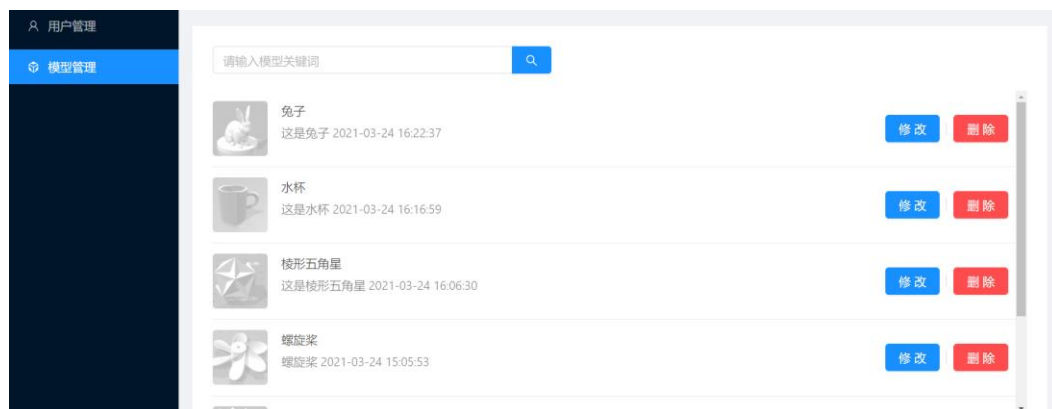 用户管理
模型管理
请输入模型关键词
兔子
这是兔子 2021-03-24 16:22:37
修改 删除
水杯
这是水杯 2021-03-24 16:16:59
修改 删除
棱形五角星
这是棱形五角星 2021-03-24 16:06:30
修改 删除
螺旋桨
螺旋桨 2021-03-24 15:05:53
修改 删除